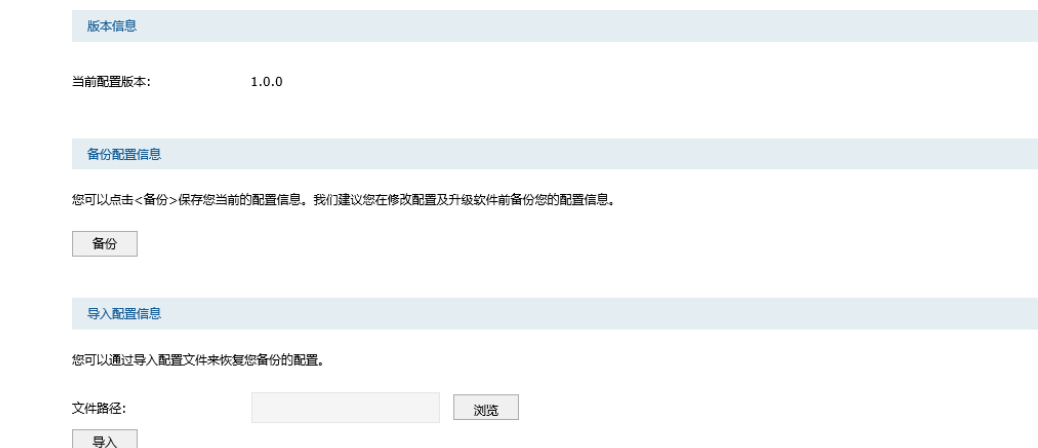 版本信息
当前配置版本: 1.0.0
备份配置信息
您可以点击<备份>保存您当前的配置信息。我们建议您在修改配置及升级软件前备份您的配置信息。
备份
导入配置信息
您可以通过导入配置文件来恢复您备份的配置。
文件路径: 浏览
导入